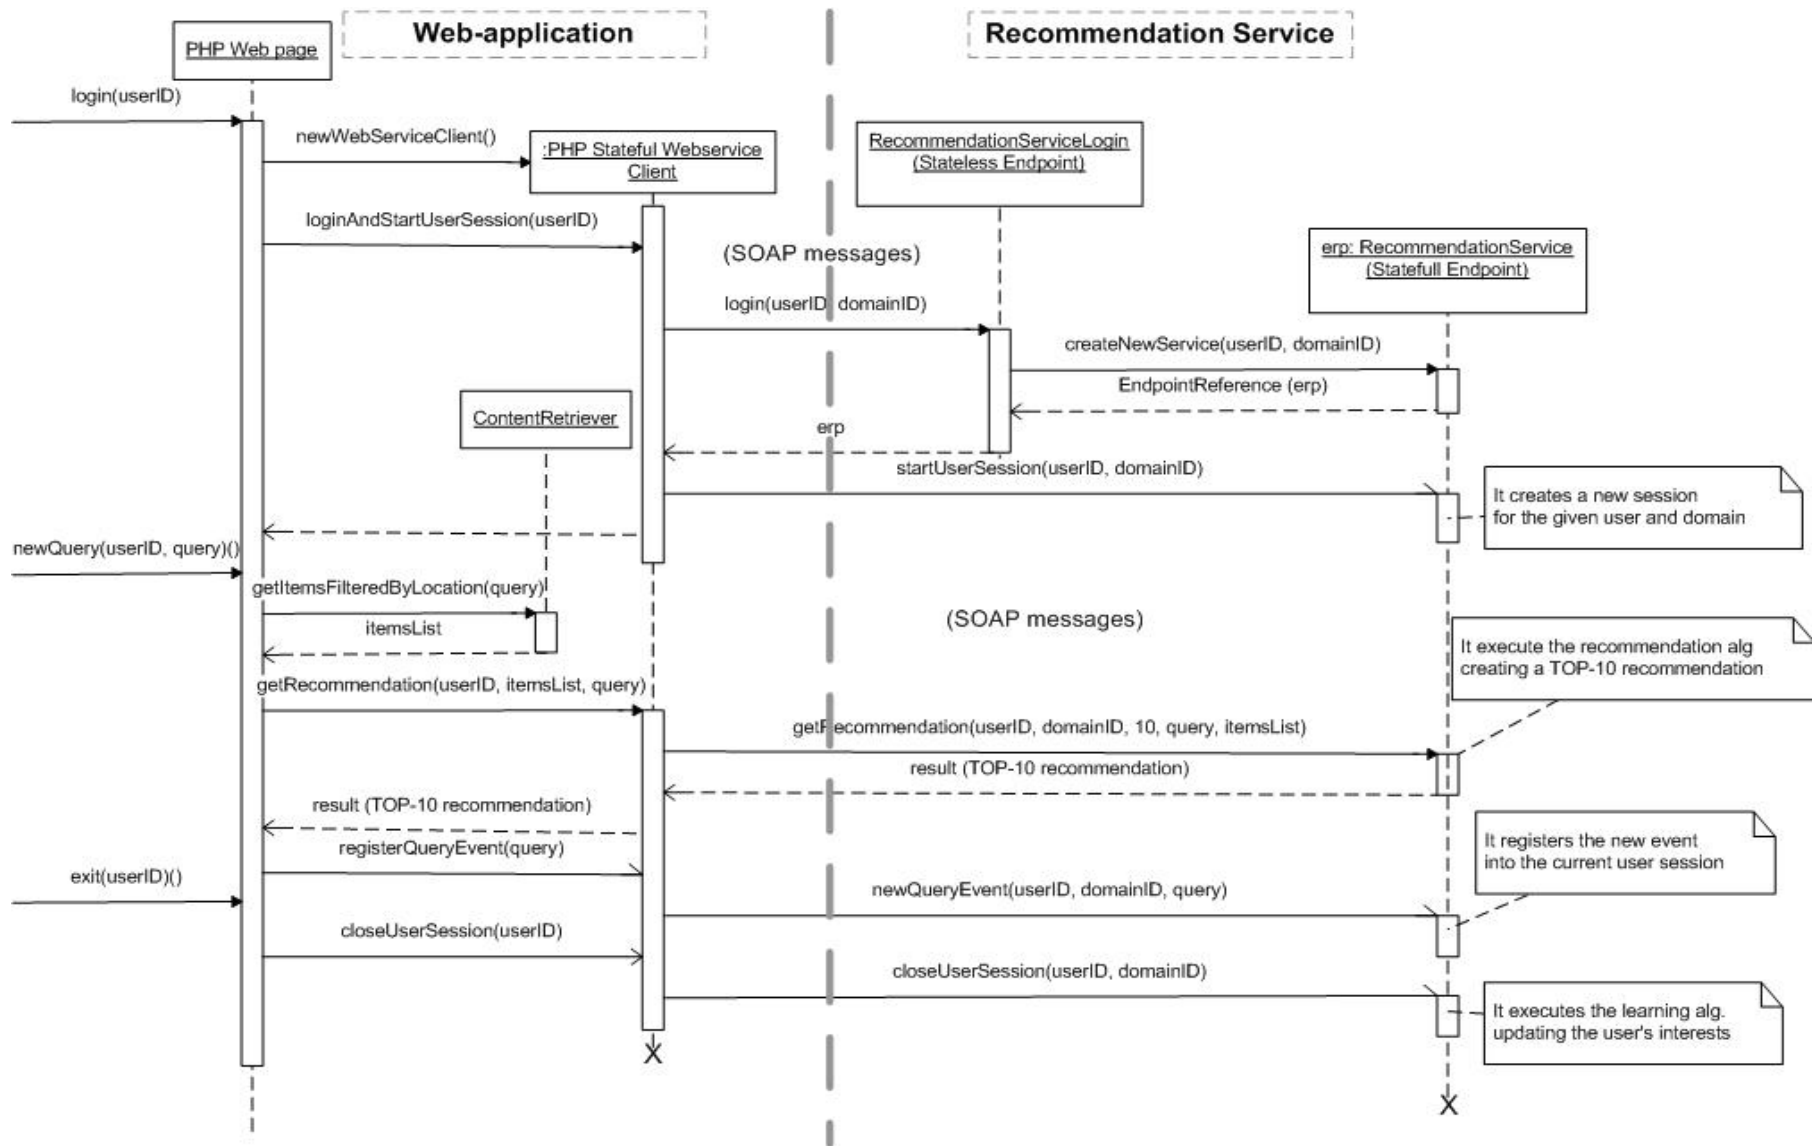 Web-application
Recommendation Service
PHP Web page
login(userID)
newWebServiceClient()
:PHP Stateful Webservice
Client
RecommendationServiceLogin
(Stateless Endpoint)
loginAndStartUserSession(userID)
(SOAP messages)
erp: RecommendationService
(Statefull Endpoint)
login(userID, domainID)
createNewService(userID, domainID)
EndpointReference (erp)
ContentRetriever
erp
startUserSession(userID, domainID)
It creates a new session
for the given user and domain
newQuery(userID, query)()
getItemsFilteredByLocation(query)
itemsList
(SOAP messages)
It execute the recommendation alg
creating a TOP-10 recommendation
getRecommendation(userID, itemsList, query)
getRecommendation(userID, domainID, 10, query, itemsList)
result (TOP-10 recommendation)
result (TOP-10 recommendation)
registerQueryEvent(query)
It registers the new event
into the current user session
exit(userID)()
newQueryEvent(userID, domainID, query)
closeUserSession(userID)
closeUserSession(userID, domainID)
It executes the learning alg.
updating the user's interests
X
X